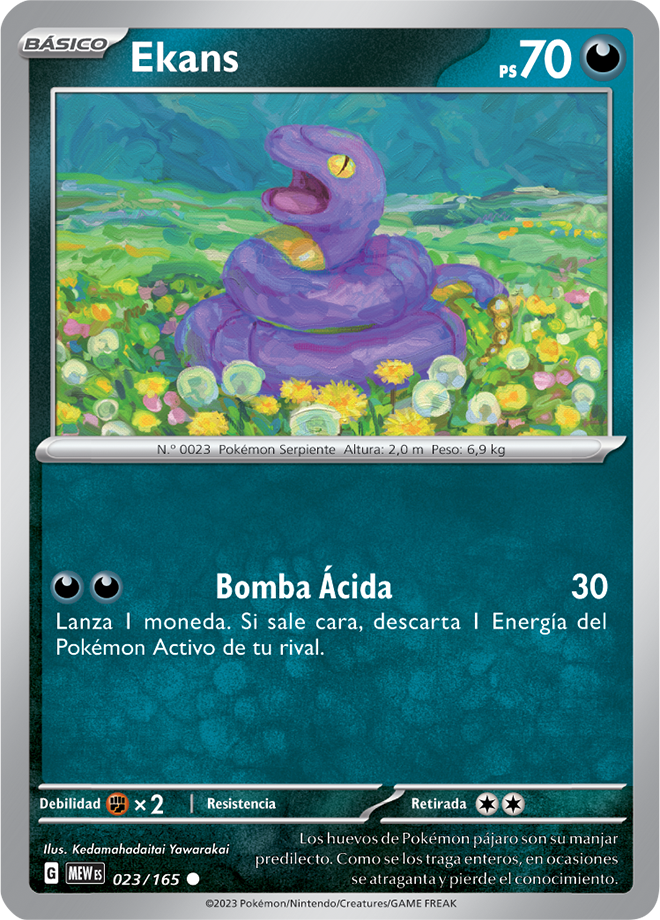 BÁSICO
Ekans
PS 70
N.º 0023 Pokémon Serpiente Altura: 2,0 m Peso: 6,9 kg
Bomba Ácida 30
Lanza 1 moneda. Si sale cara, descarta 1 Energía del
Pokémon Activo de tu rival.
Debilidad ×2 Resistencia Retirada
Ilus. Kedamahadaitai Yawarakai
Los huevos de Pokémon pájaro son su manjar
predilecto. Como se los traga enteros, en ocasiones
se atraganta y pierde el conocimiento.
G MEW ES 023/165
©2023 Pokémon/Nintendo/Creatures/GAME FREAK